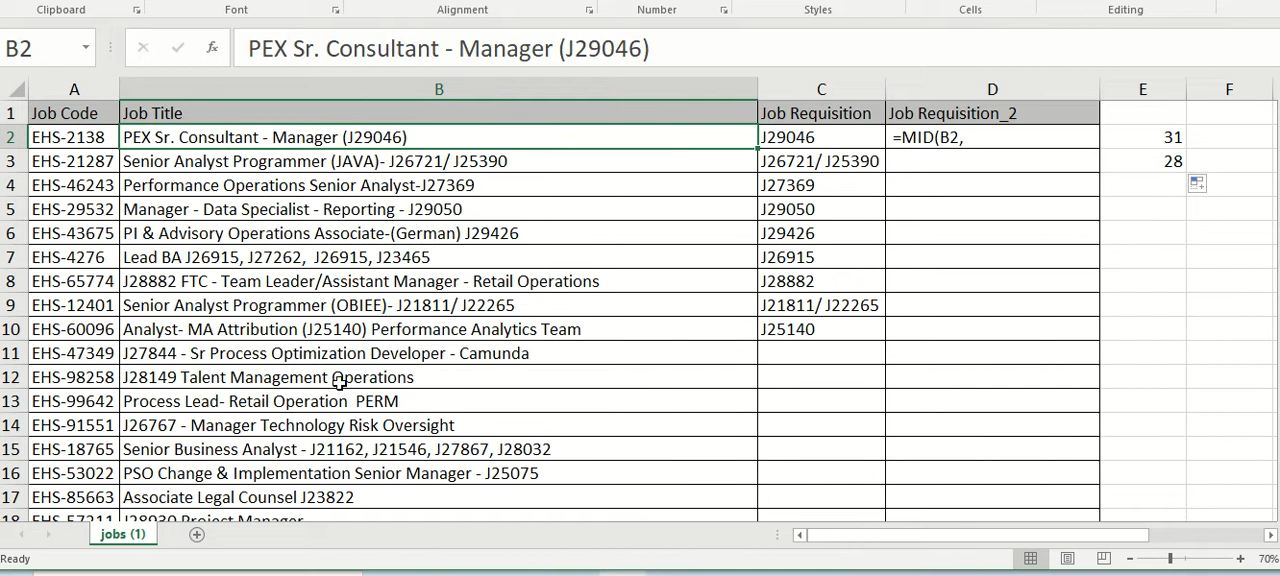 Clipboard Font Alignment Number Styles Cells Editing
B2 fx PEX Sr. Consultant - Manager (J29046)
A B C D E F
1 Job Code Job Title Job Requisition Job Requisition_2
2 EHS-2138 PEX Sr. Consultant - Manager (J29046) J29046 =MID(B2, 31
3 EHS-21287 Senior Analyst Programmer (JAVA)- J26721/ J25390 J26721/ J25390 28
4 EHS-46243 Performance Operations Senior Analyst-J27369 J27369
5 EHS-29532 Manager - Data Specialist - Reporting - J29050 J29050
6 EHS-43675 PI & Advisory Operations Associate-(German) J29426 J29426
7 EHS-4276 Lead BA J26915, J27262, J26915, J23465 J26915
8 EHS-65774 J28882 FTC - Team Leader/Assistant Manager - Retail Operations J28882
9 EHS-12401 Senior Analyst Programmer (OBIEE)- J21811/ J22265 J21811/ J22265
10 EHS-60096 Analyst- MA Attribution (J25140) Performance Analytics Team J25140
11 EHS-47349 J27844 - Sr Process Optimization Developer - Camunda
12 EHS-98258 J28149 Talent Management Operations
13 EHS-99642 Process Lead- Retail Operation PERM
14 EHS-91551 J26767 - Manager Technology Risk Oversight
15 EHS-18765 Senior Business Analyst - J21162, J21546, J27867, J28032
16 EHS-53022 PSO Change & Implementation Senior Manager - J25075
17 EHS-85663 Associate Legal Counsel J23822
18 EHS-57211 J28930 Project Manager
jobs (1)
Ready 70%